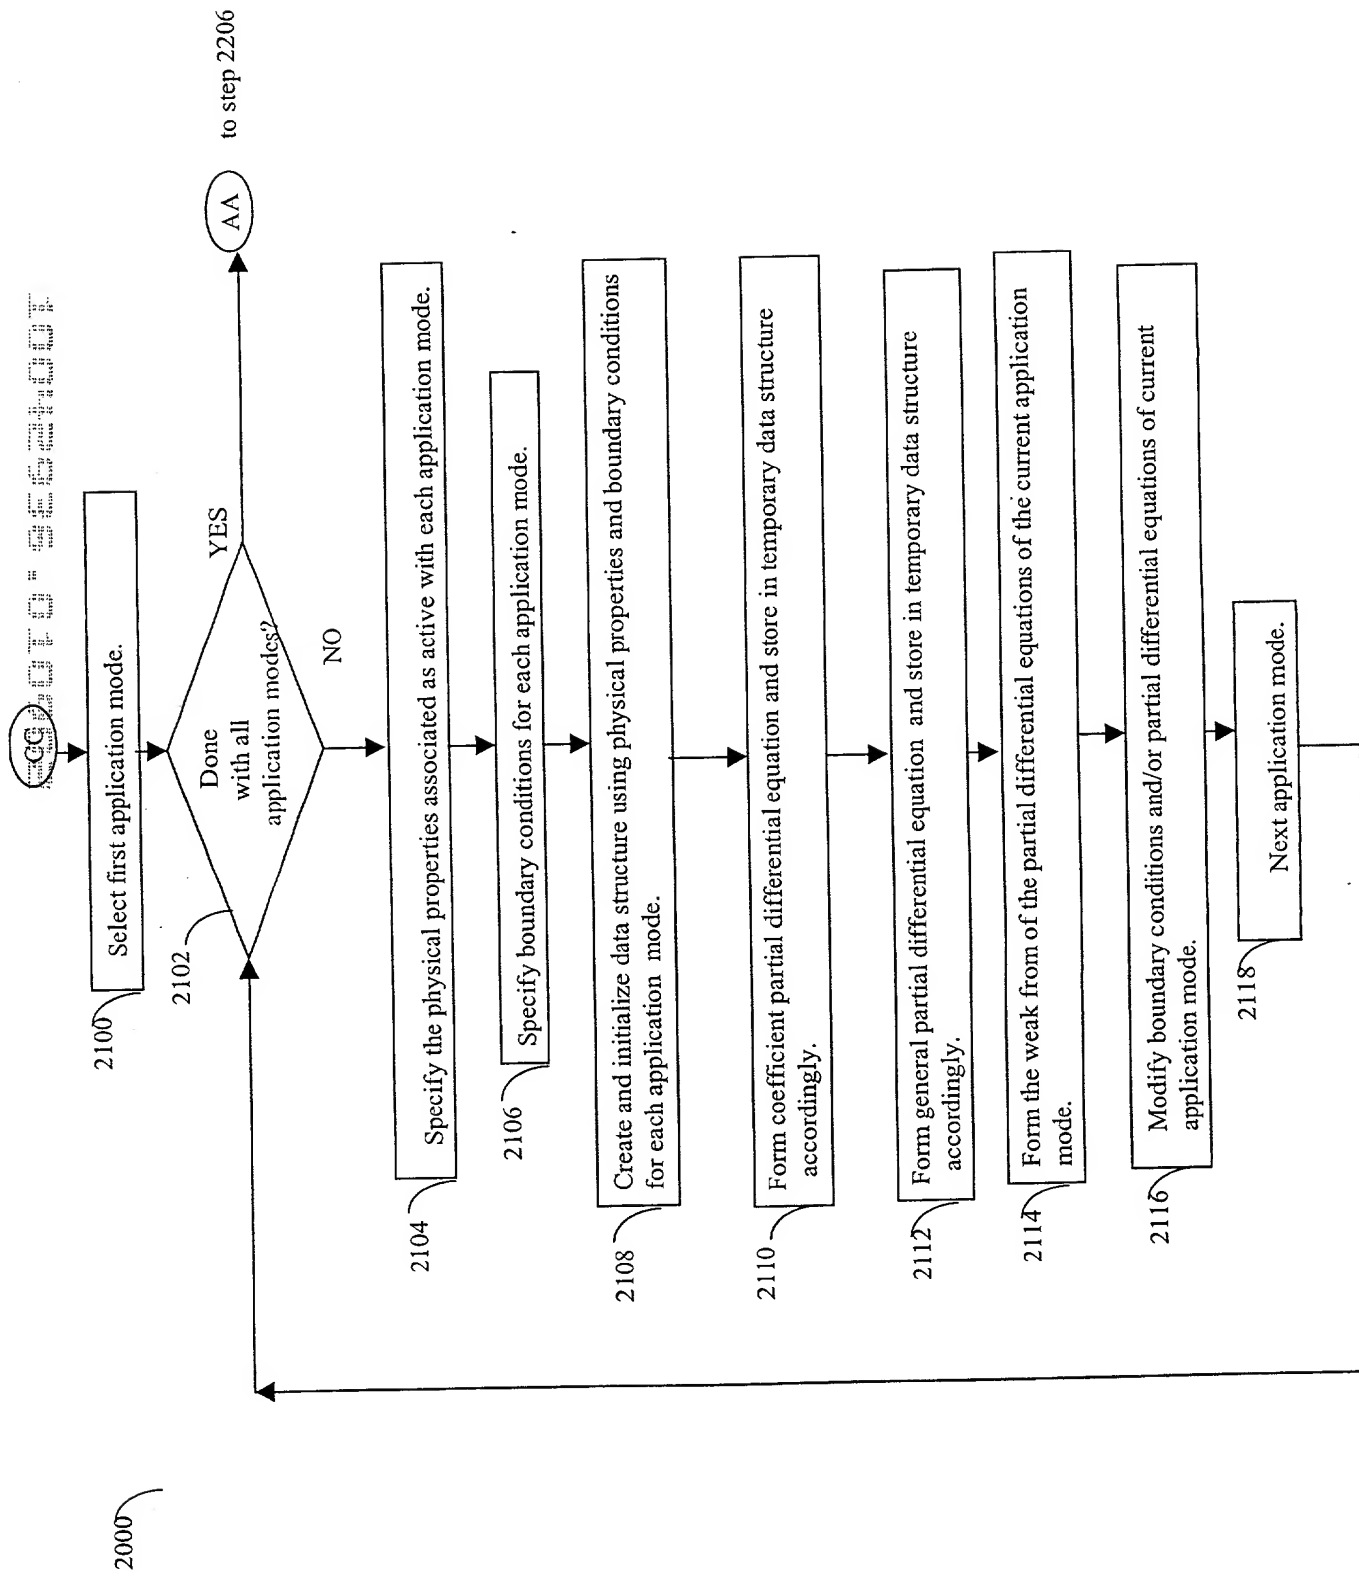 CC
2000
2100
Select first application mode.
2102
Done
with all
application modes?
YES
AA
to step 2206
NO
2104
Specify the physical properties associated as active with each application mode.
2106
Specify boundary conditions for each application mode.
2108
Create and initialize data structure using physical properties and boundary conditions
for each application mode.
2110
Form coefficient partial differential equation and store in temporary data structure
accordingly.
2112
Form general partial differential equation and store in temporary data structure
accordingly.
2114
Form the weak from of the partial differential equations of the current application
mode.
2116
Modify boundary conditions and/or partial differential equations of current
application mode.
2118
Next application mode.